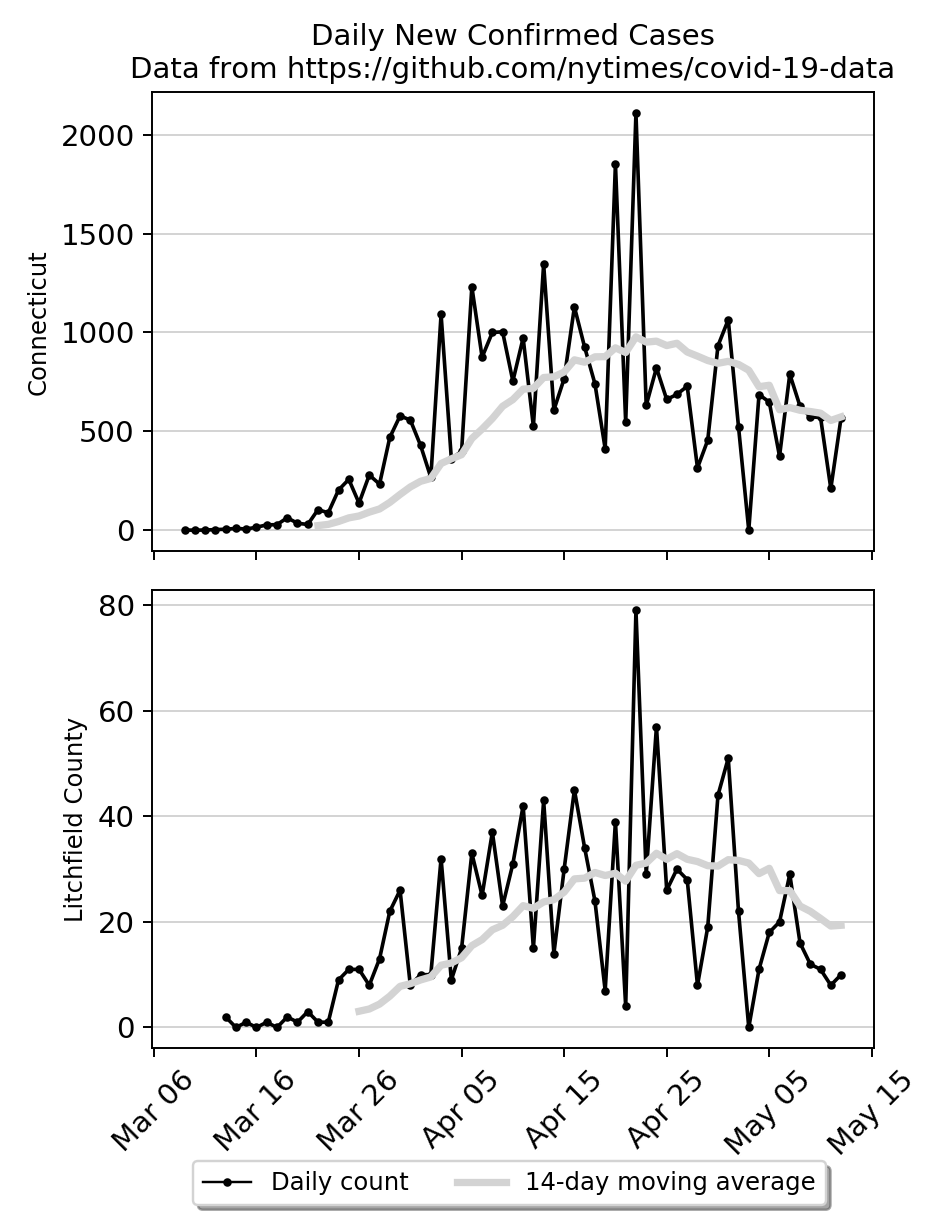 Daily New Confirmed Cases
Data from https://github.com/nytimes/covid-19-data
Connecticut
2000
1500
1000
500
0
Litchfield County
80
60
40
20
0
Mar 06
Mar 16
Mar 26
Apr 05
Apr 15
Apr 25
May 05
May 15
Daily count
14-day moving average